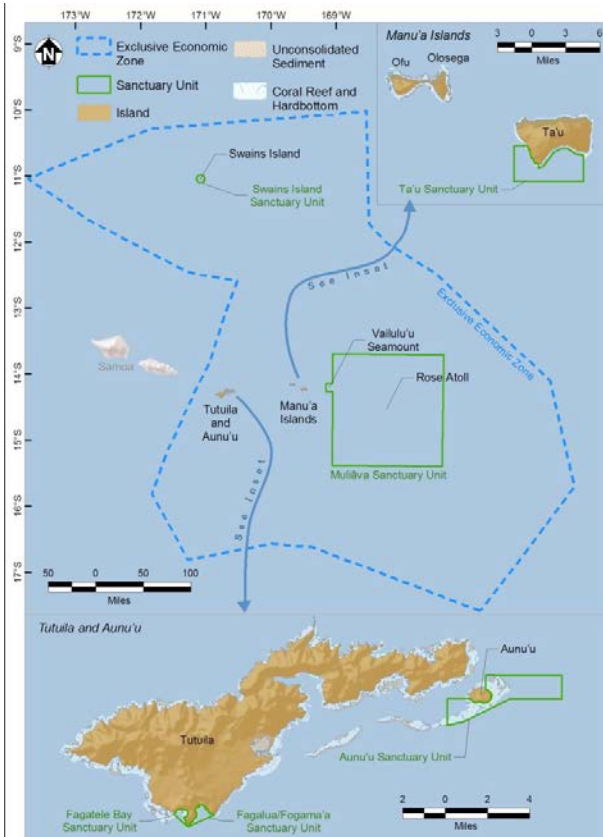 173°W
171°W
170°W
169°W
9°S
10°S
11°S
12°S
13°S
14°S
15°S
16°S
17°S
N
Exclusive Economic
Zone
Sanctuary Unit
Island
Unconsolidated
Sediment
Coral Reef and
Hardbottom
Manu'a Islands
3 0 3 6
Miles
Ofu
Olosega
Ta'u
Ta'u Sanctuary Unit
Swains Island
Swains Island
Sanctuary Unit
See Inset
Exclusive Economic Zone
Vailulu'u
Seamount
Rose Atoll
Samoa
Tutuila
and
Aunu'u
Manu'a
Islands
Muliāva Sanctuary Unit
See Inset
50 0 50 100
Miles
Tutuila and Aunu'u
Aunu'u
Tutuila
Aunu'u Sanctuary Unit
Fagatele Bay
Sanctuary Unit
Fagalua/Fogama'a
Sanctuary Unit
2 0 2 4
Miles